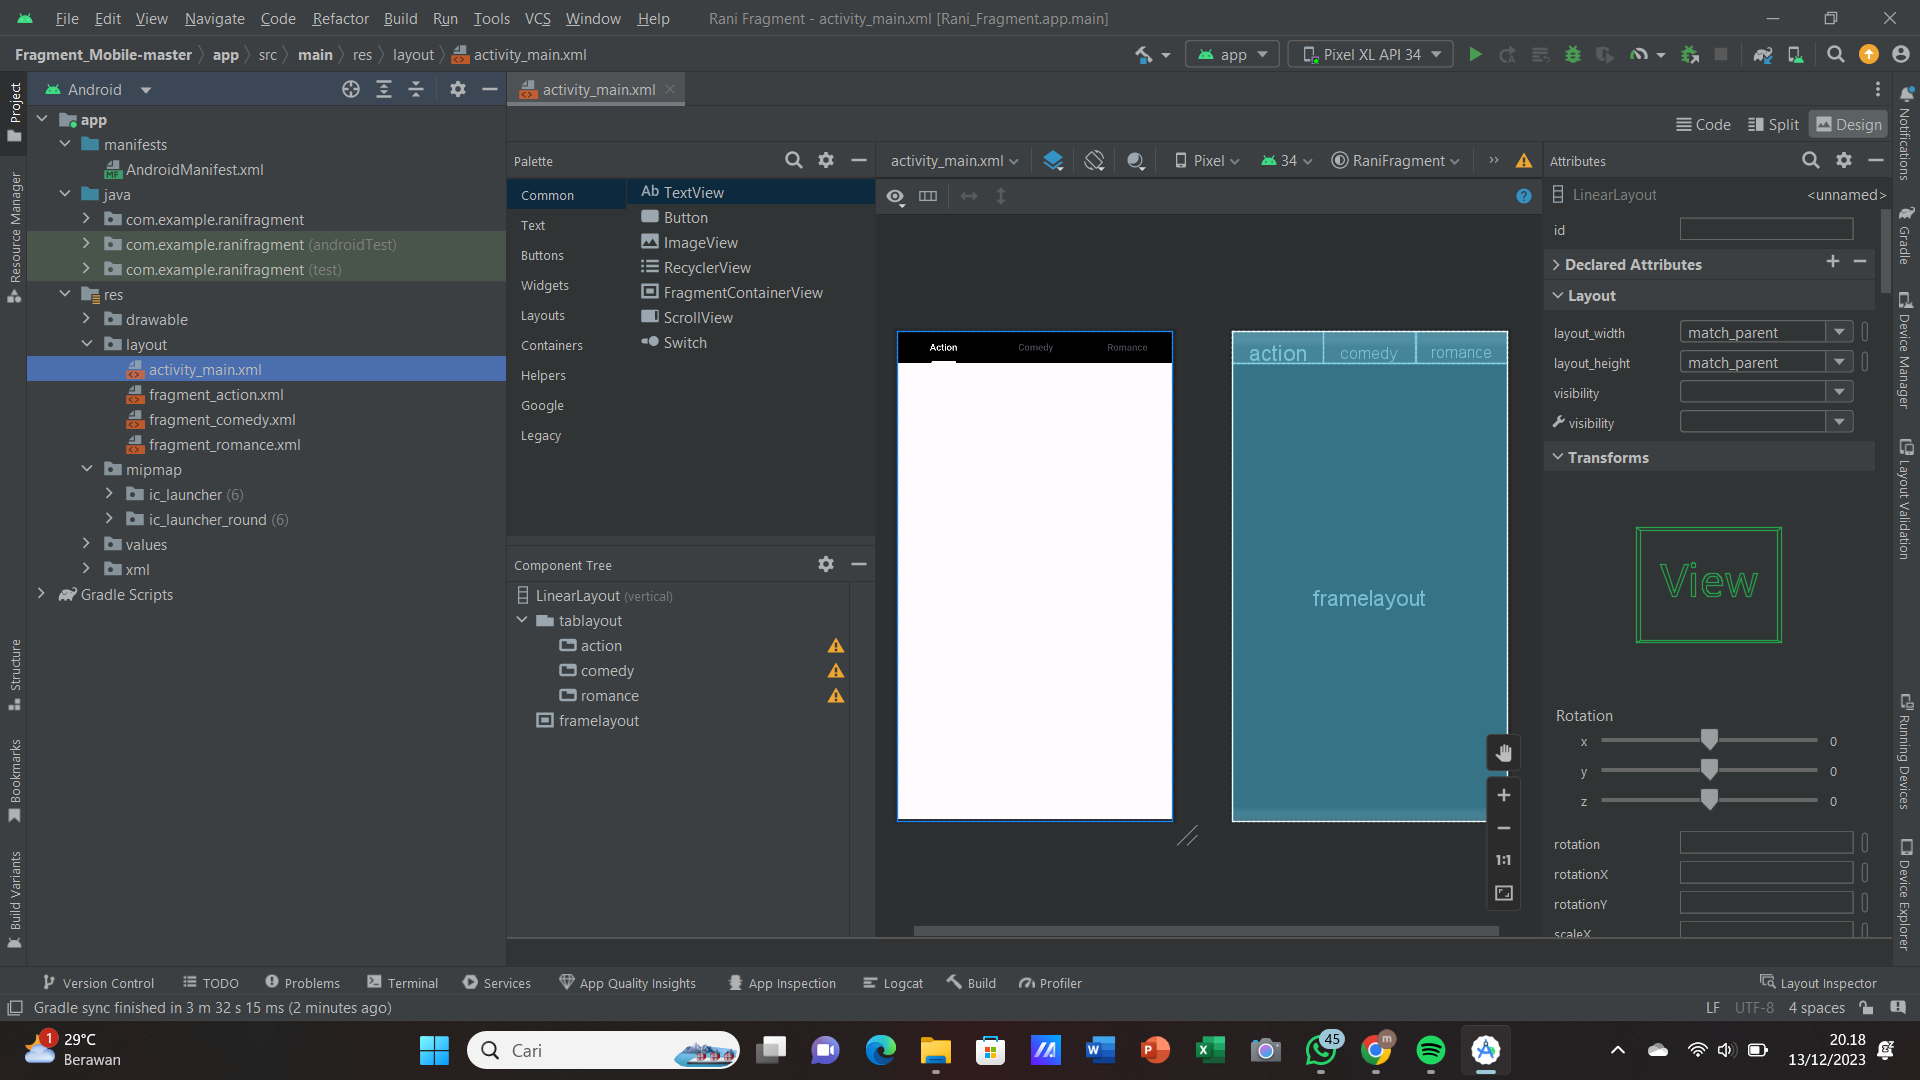 File Edit View Navigate Code Refactor Build Run Tools VCS Window Help Rani Fragment - activity_main.xml [Rani_Fragment.app.main]
Fragment_Mobile-master app src main res layout activity_main.xml app Pixel XL API 34
Project
Resource Manager
Structure
Bookmarks
Build Variants
Android
app
manifests
AndroidManifest.xml
java
com.example.ranifragment
com.example.ranifragment (androidTest)
com.example.ranifragment (test)
res
drawable
layout
activity_main.xml
fragment_action.xml
fragment_comedy.xml
fragment_romance.xml
mipmap
ic_launcher (6)
ic_launcher_round (6)
values
xml
Gradle Scripts
activity_main.xml
Code Split Design
Palette
Common
Text
Buttons
Widgets
Layouts
Containers
Helpers
Google
Legacy
Ab TextView
Button
ImageView
RecyclerView
FragmentContainerView
ScrollView
Switch
Component Tree
LinearLayout (vertical)
tablayout
action
comedy
romance
framelayout
activity_main.xml Pixel 34 RaniFragment
Action Comedy Romance
action comedy romance
framelayout
1:1
Attributes
LinearLayout <unnamed>
id
Declared Attributes
Layout
layout_width match_parent
layout_height match_parent
visibility
visibility
Transforms
View
Rotation
x 0
y 0
z 0
rotation
rotationX
rotationY
scaleX
Notifications
Gradle
Device Manager
Layout Validation
Running Devices
Device Explorer
Version Control TODO Problems Terminal Services App Quality Insights App Inspection Logcat Build Profiler Layout Inspector
Gradle sync finished in 3 m 32 s 15 ms (2 minutes ago) LF UTF-8 4 spaces
1 29°C
Berawan
Cari
45
m
20.18
13/12/2023